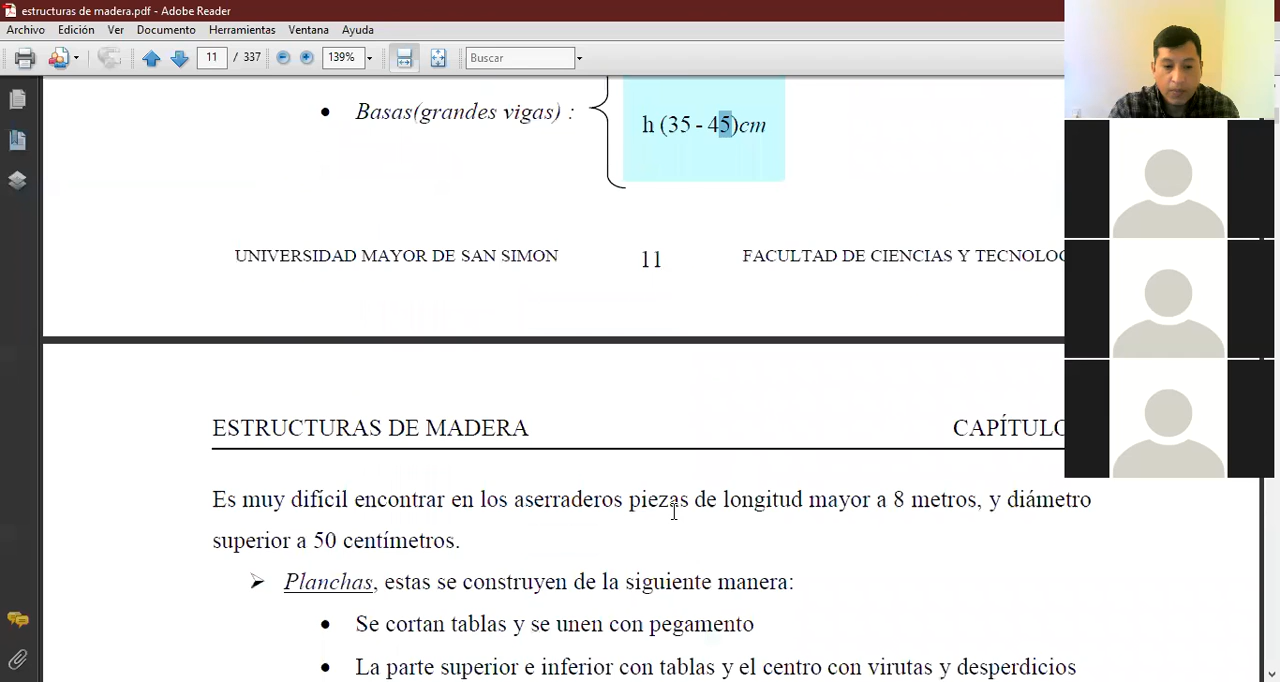 estructuras de madera.pdf - Adobe Reader
Archivo Edición Ver Documento Herramientas Ventana Ayuda
11 / 337 139% Buscar
• Basas(grandes vigas) :
h (35 - 45)cm
UNIVERSIDAD MAYOR DE SAN SIMON 11 FACULTAD DE CIENCIAS Y TECNOLOG
ESTRUCTURAS DE MADERA CAPÍTULO
Es muy difícil encontrar en los aserraderos piezas de longitud mayor a 8 metros, y diámetro
superior a 50 centímetros.
➢ Planchas, estas se construyen de la siguiente manera:
• Se cortan tablas y se unen con pegamento
• La parte superior e inferior con tablas y el centro con virutas y desperdicios